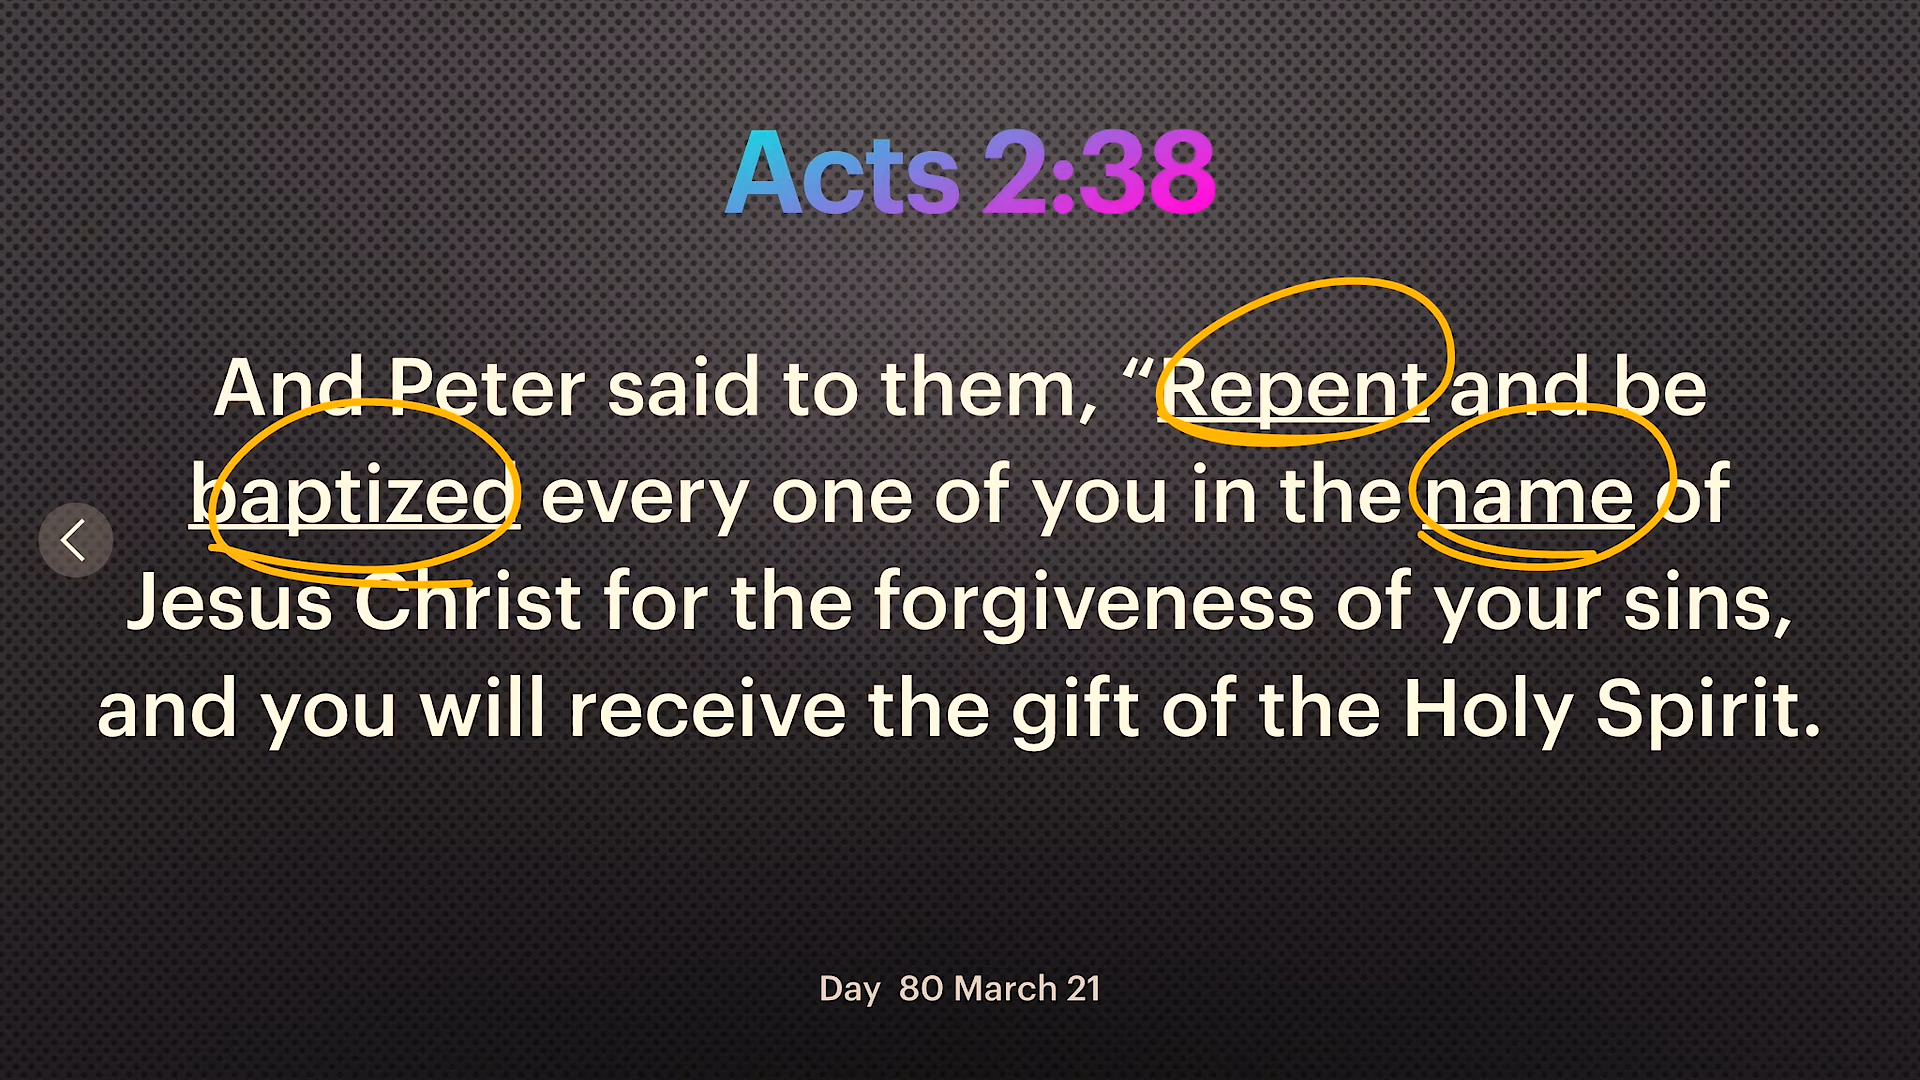 Acts 2:38
And Peter said to them, “Repent and be
baptized every one of you in the name of
Jesus Christ for the forgiveness of your sins,
and you will receive the gift of the Holy Spirit.
Day  80 March 21